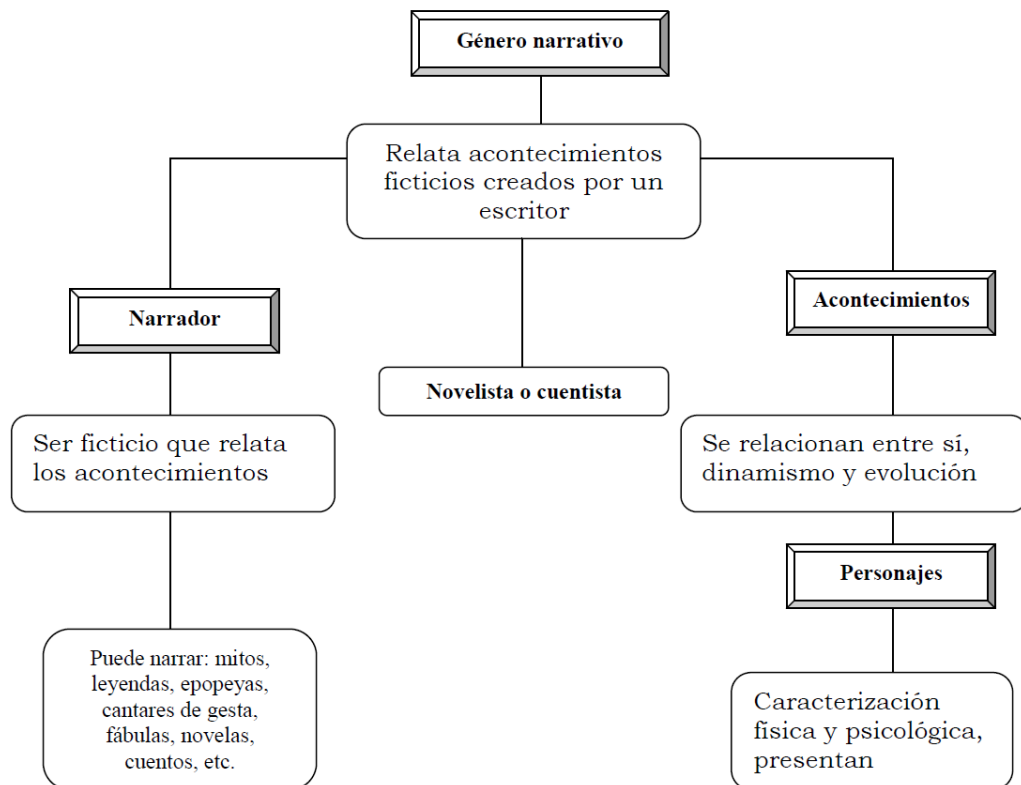 Género narrativo
Relata acontecimientos
ficticios creados por un
escritor
Narrador
Acontecimientos
Novelista o cuentista
Ser ficticio que relata
los acontecimientos
Se relacionan entre sí,
dinamismo y evolución
Personajes
Puede narrar: mitos,
leyendas, epopeyas,
cantares de gesta,
fábulas, novelas,
cuentos, etc.
Caracterización
física y psicológica,
presentan